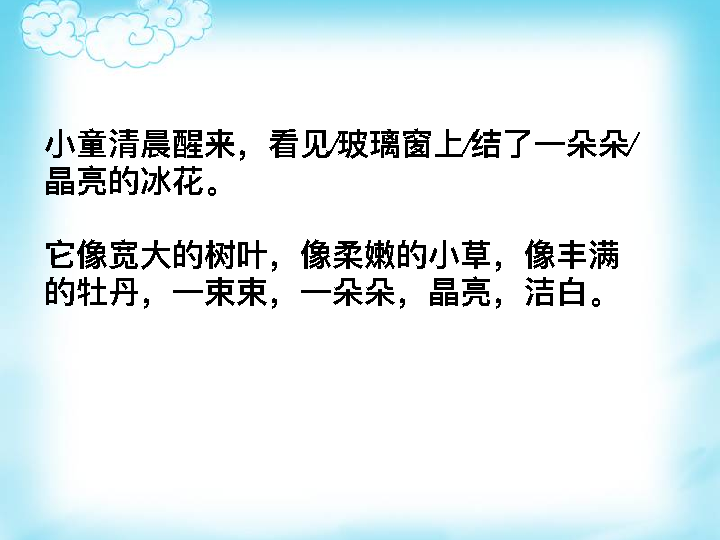 小童清晨醒来，看见/玻璃窗上/结了一朵朵/
晶亮的冰花。
它像宽大的树叶，像柔嫩的小草，像丰满
的牡丹，一束束，一朵朵，晶亮，洁白。